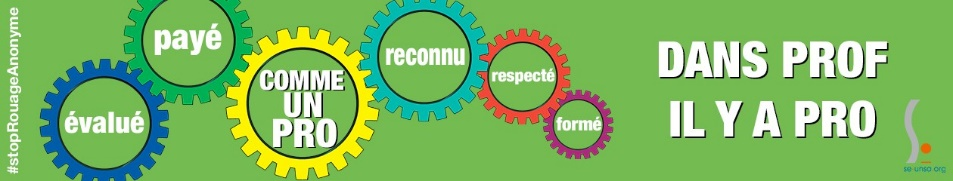 #stopRouageAnonyme
évalué
payé
COMME
UN
PRO
reconnu
respecté
formé
DANS PROF
IL Y A PRO
se-unsa.org